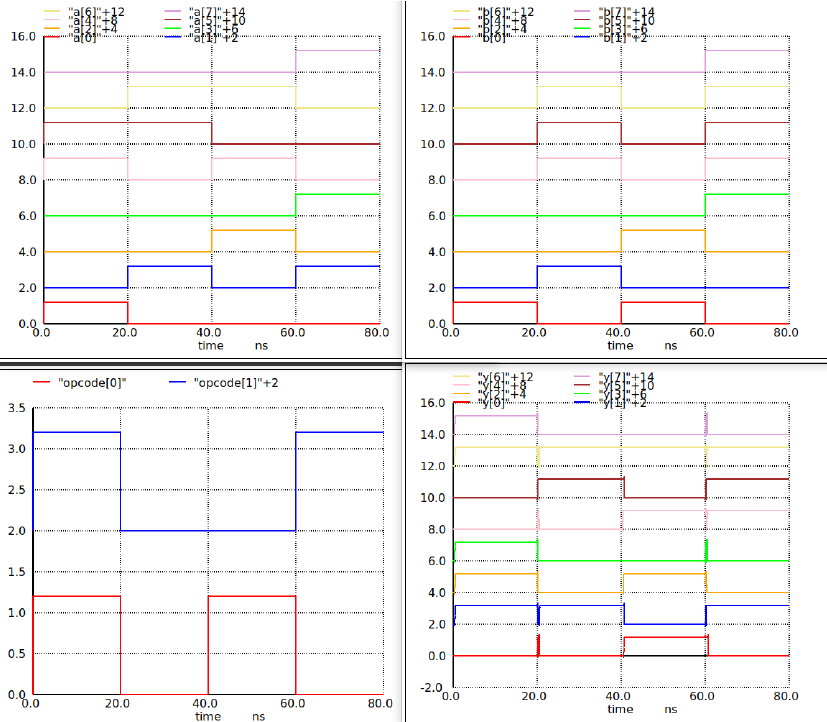 "a[6]"+12 "a[7]"+14
"a[4]"+8 "a[5]"+10
"a[2]"+4 "a[3]"+6
"a[0]" "a[1]"+2
16.0
14.0
12.0
10.0
8.0
6.0
4.0
2.0
0.0
0.0 20.0 40.0 60.0 80.0
time ns
"b[6]"+12 "b[7]"+14
"b[4]"+8 "b[5]"+10
"b[2]"+4 "b[3]"+6
"b[0]" "b[1]"+2
16.0
14.0
12.0
10.0
8.0
6.0
4.0
2.0
0.0
0.0 20.0 40.0 60.0 80.0
time ns
"opcode[0]" "opcode[1]"+2
3.5
3.0
2.5
2.0
1.5
1.0
0.5
0.0
0.0 20.0 40.0 60.0 80.0
time ns
"y[6]"+12 "y[7]"+14
"y[4]"+8 "y[5]"+10
"y[2]"+4 "y[3]"+6
"y[0]" "y[1]"+2
16.0
14.0
12.0
10.0
8.0
6.0
4.0
2.0
0.0
-2.0
0.0 20.0 40.0 60.0 80.0
time ns